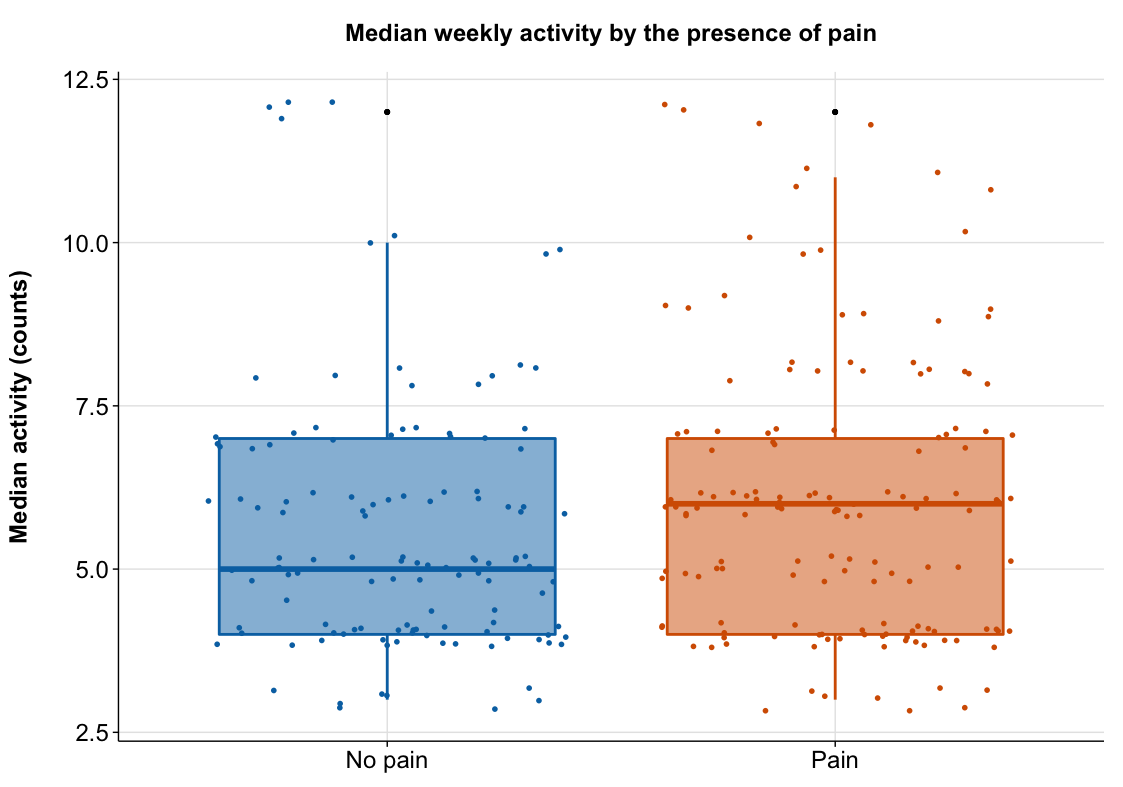 Median weekly activity by the presence of pain
Median activity (counts)
12.5
10.0
7.5
5.0
2.5
No pain
Pain